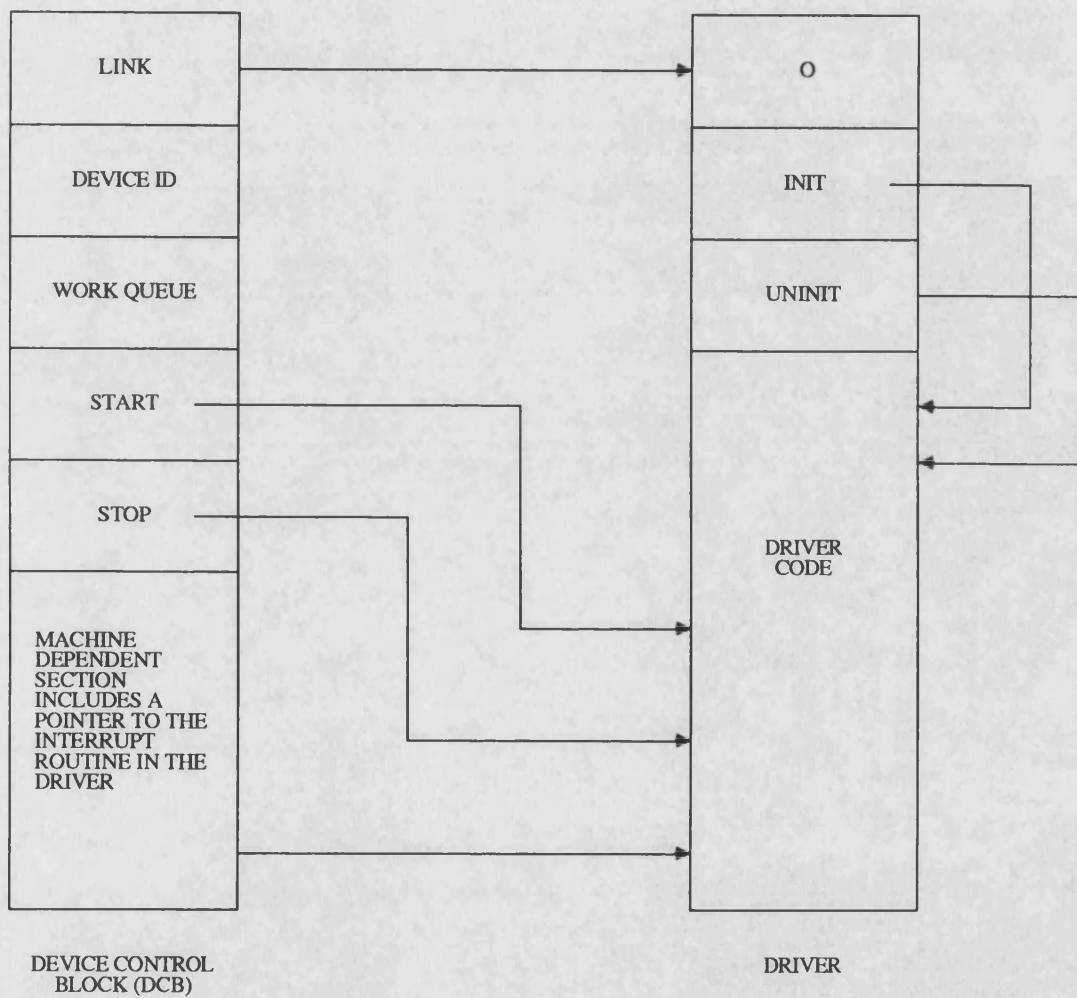 LINK
DEVICE ID
WORK QUEUE
START
STOP
MACHINE
DEPENDENT
SECTION
INCLUDES A
POINTER TO THE
INTERRUPT
ROUTINE IN THE
DRIVER
DEVICE CONTROL
BLOCK (DCB)
O
INIT
UNINIT
DRIVER
CODE
DRIVER